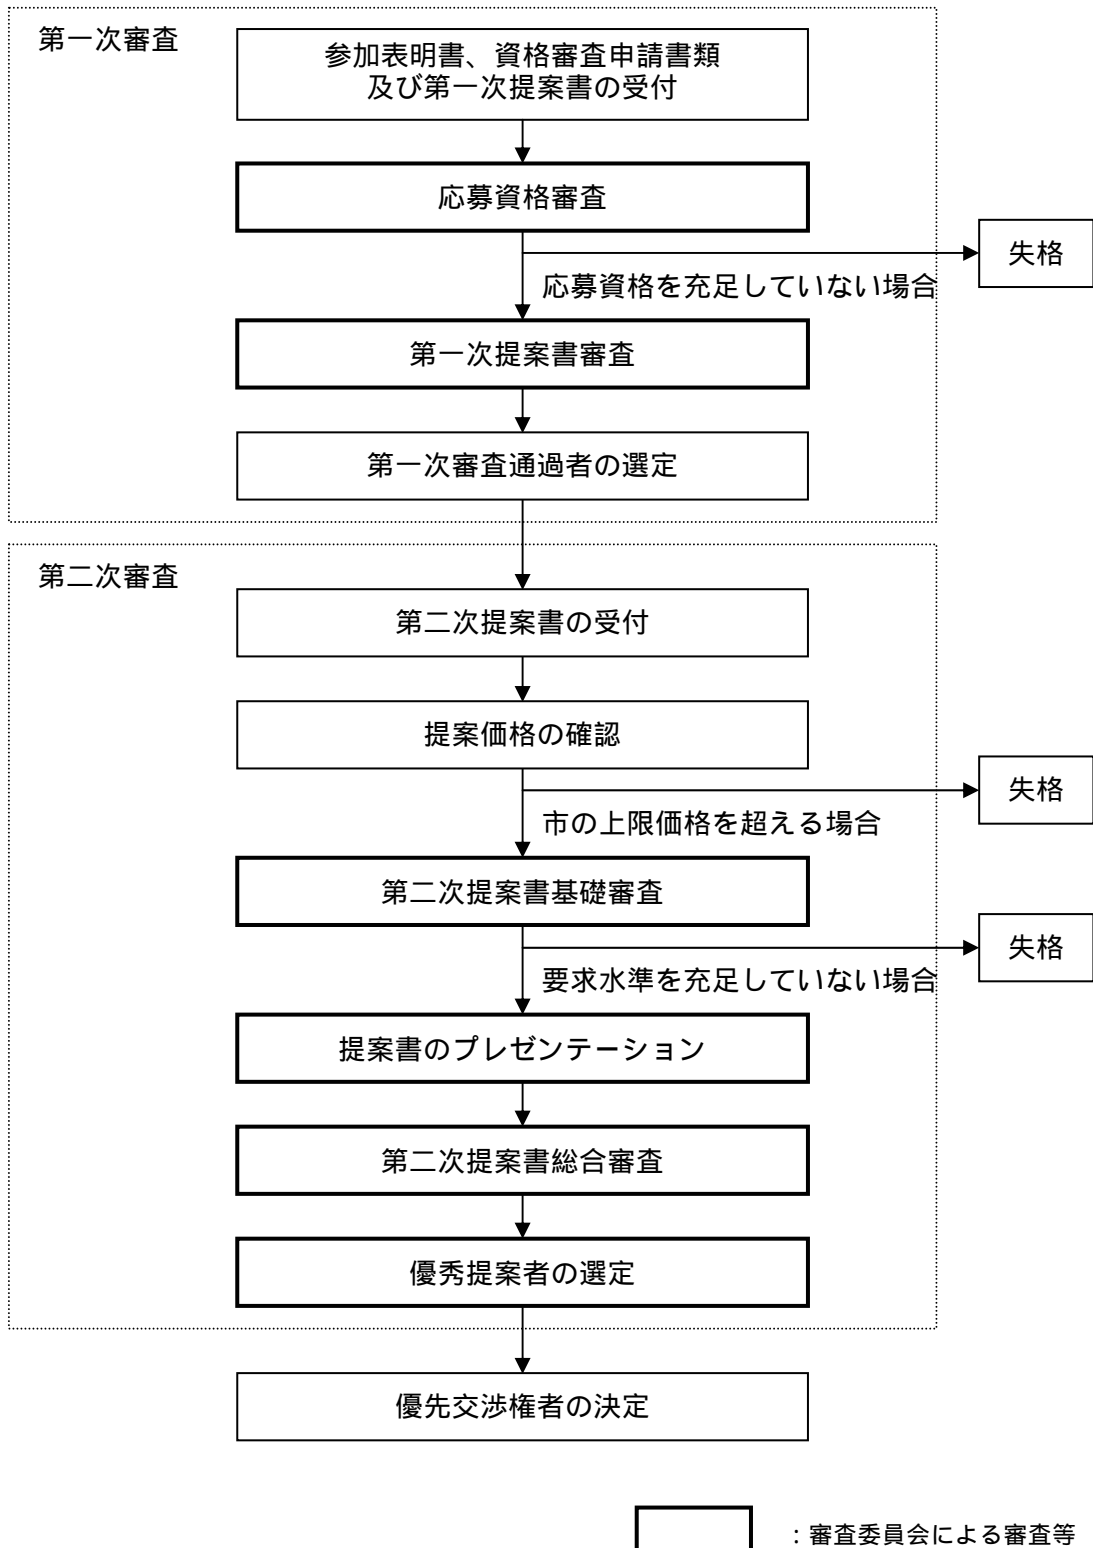 第一次審査
参加表明書、資格審査申請書類
及び第一次提案書の受付
応募資格審査
失格
応募資格を充足していない場合
第一次提案書審査
第一次審査通過者の選定
第二次審査
第二次提案書の受付
提案価格の確認
失格
市の上限価格を超える場合
第二次提案書基礎審査
失格
要求水準を充足していない場合
提案書のプレゼンテーション
第二次提案書総合審査
優秀提案者の選定
優先交渉権者の決定
：審査委員会による審査等